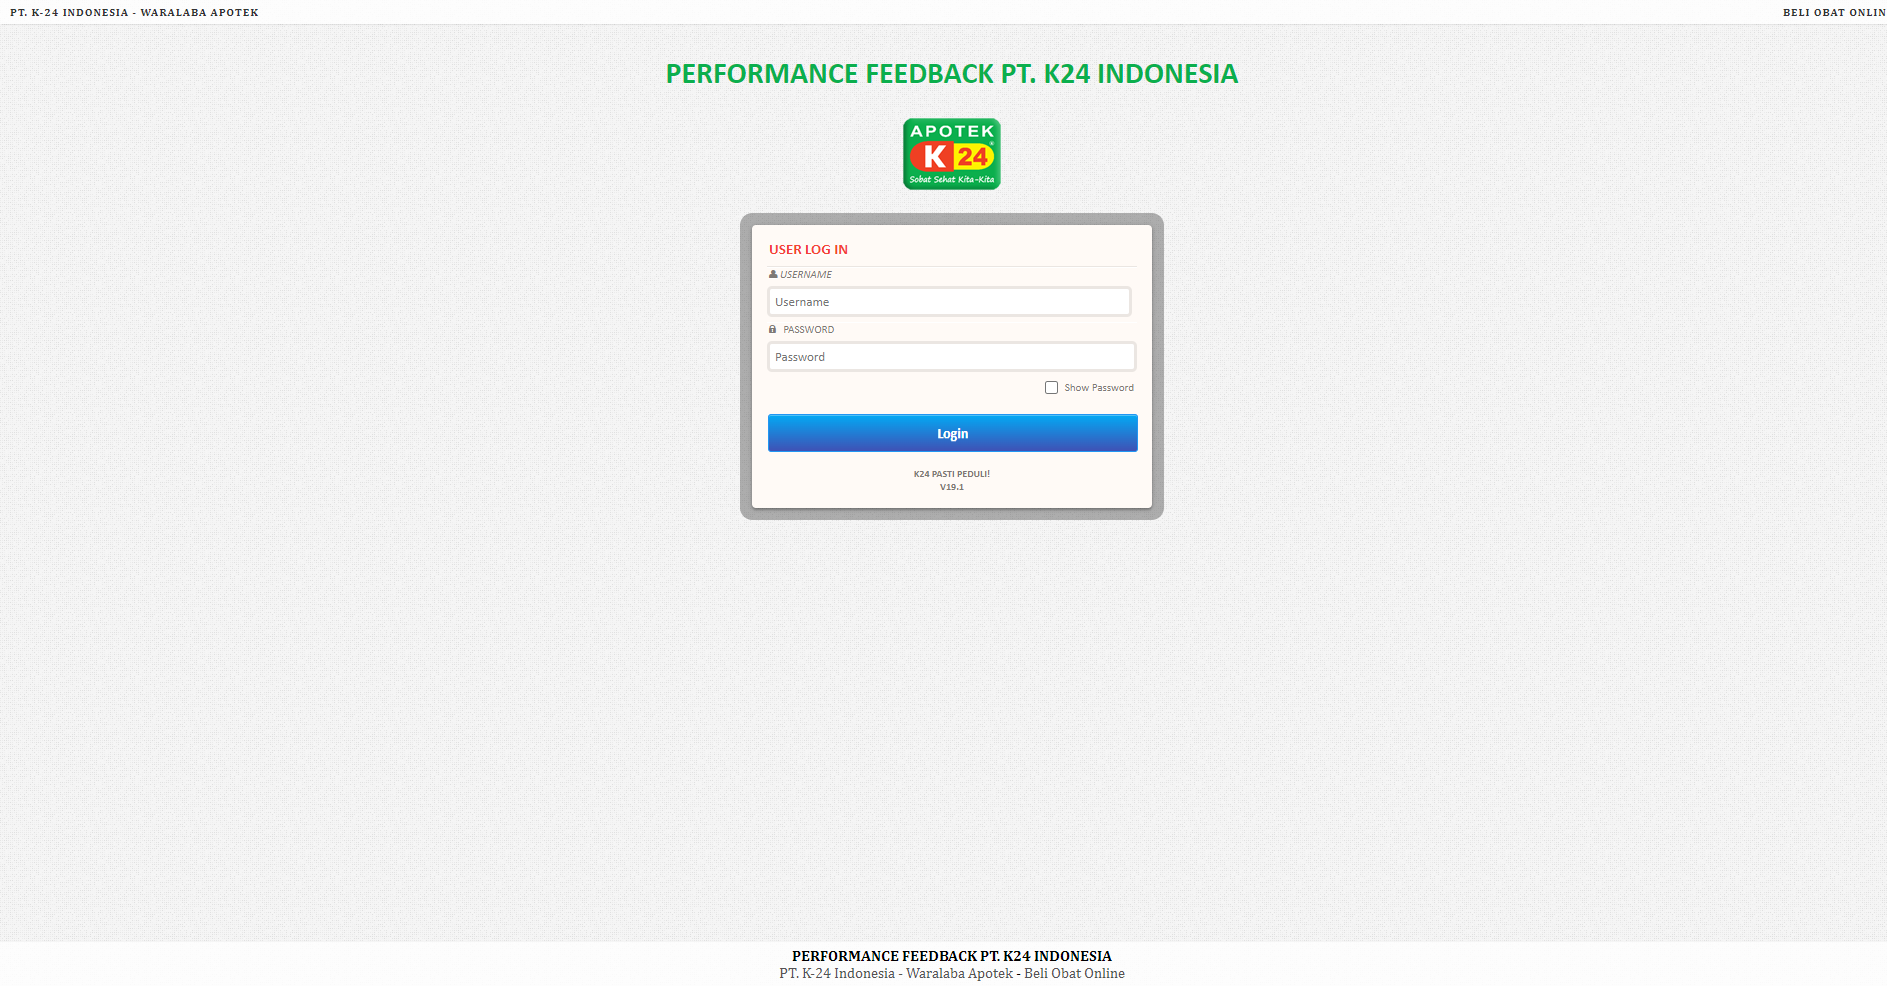 PT. K-24 INDONESIA - WARALABA APOTEK
BELI OBAT ONLIN
PERFORMANCE FEEDBACK PT. K24 INDONESIA
APOTEK
K 24
Sobat Sehat Kita-Kita
USER LOG IN
USERNAME
Username
PASSWORD
Password
Show Password
Login
K24 PASTI PEDULI!
V19.1
PERFORMANCE FEEDBACK PT. K24 INDONESIA
PT. K-24 Indonesia - Waralaba Apotek - Beli Obat Online